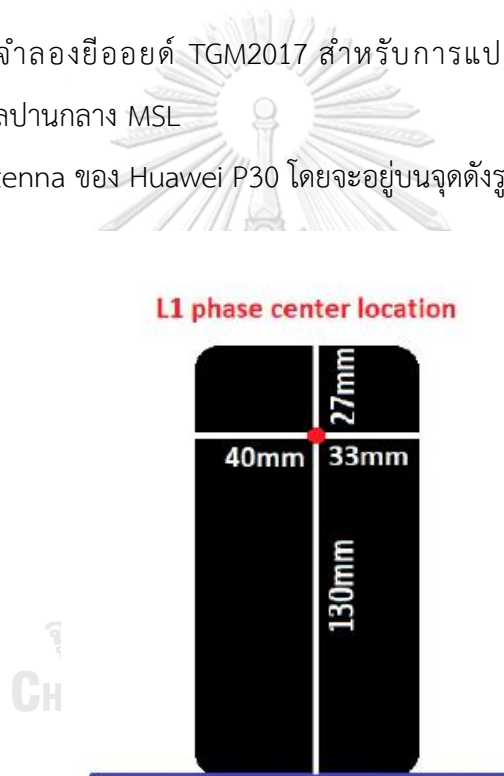 จำลองยีออยด์ TGM2017 สำหรับการแป
ลปานกลาง MSL
tenna ของ Huawei P30 โดยจะอยู่บนจุดดังรู
L1 phase center location
27mm
40mm 33mm
130mm
จุ
CH